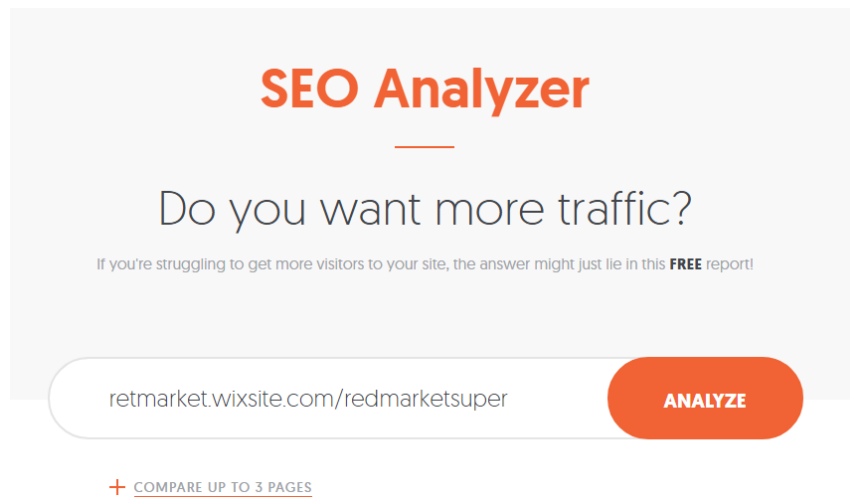 SEO Analyzer
Do you want more traffic?
If you're struggling to get more visitors to your site, the answer might just lie in this FREE report!
retmarket.wixsite.com/redmarketsuper
ANALYZE
COMPARE UP TO 3 PAGES